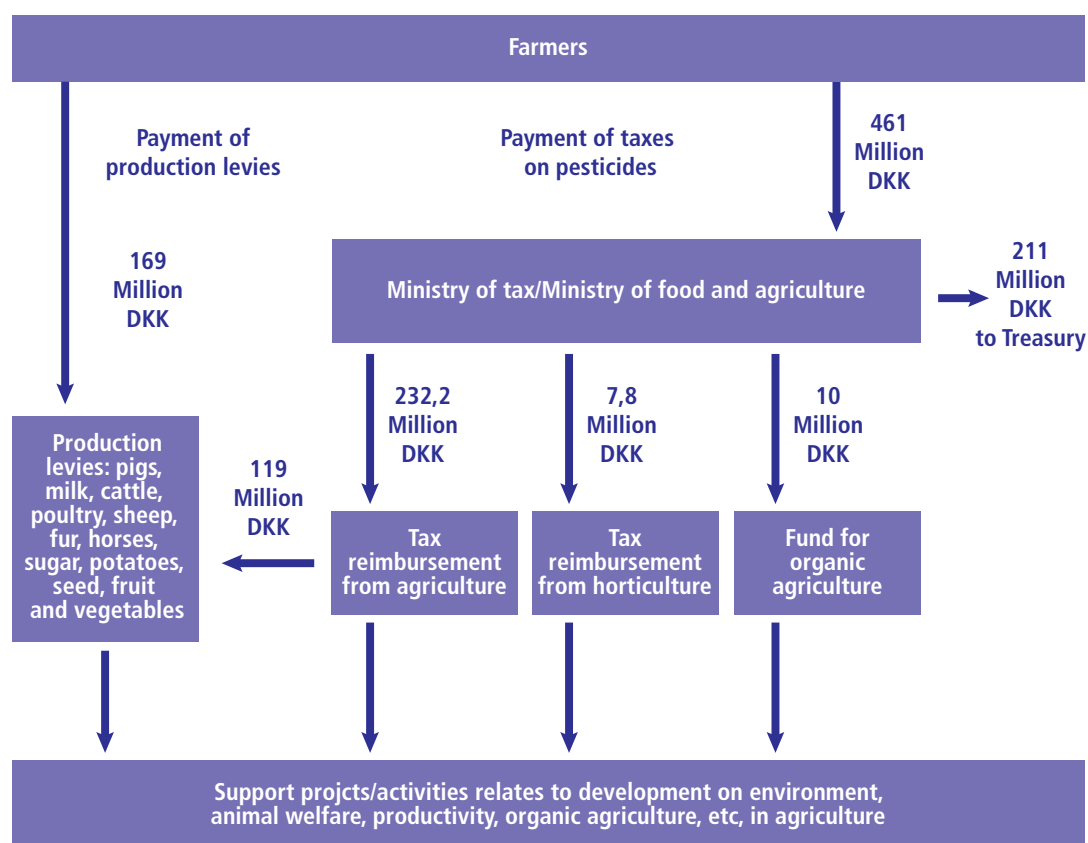 Farmers
Payment of
production levies
Payment of taxes
on pesticides
461
Million
DKK
169
Million
DKK
Ministry of tax/Ministry of food and agriculture
211
Million
DKK
to Treasury
232,2
Million
DKK
7,8
Million
DKK
10
Million
DKK
Production
levies: pigs,
milk, cattle,
poultry, sheep,
fur, horses,
sugar, potatoes,
seed, fruit
and vegetables
119
Million
DKK
Tax
reimbursement
from agriculture
Tax
reimbursement
from horticulture
Fund for
organic
agriculture
Support projcts/activities relates to development on environment,
animal welfare, productivity, organic agriculture, etc, in agriculture